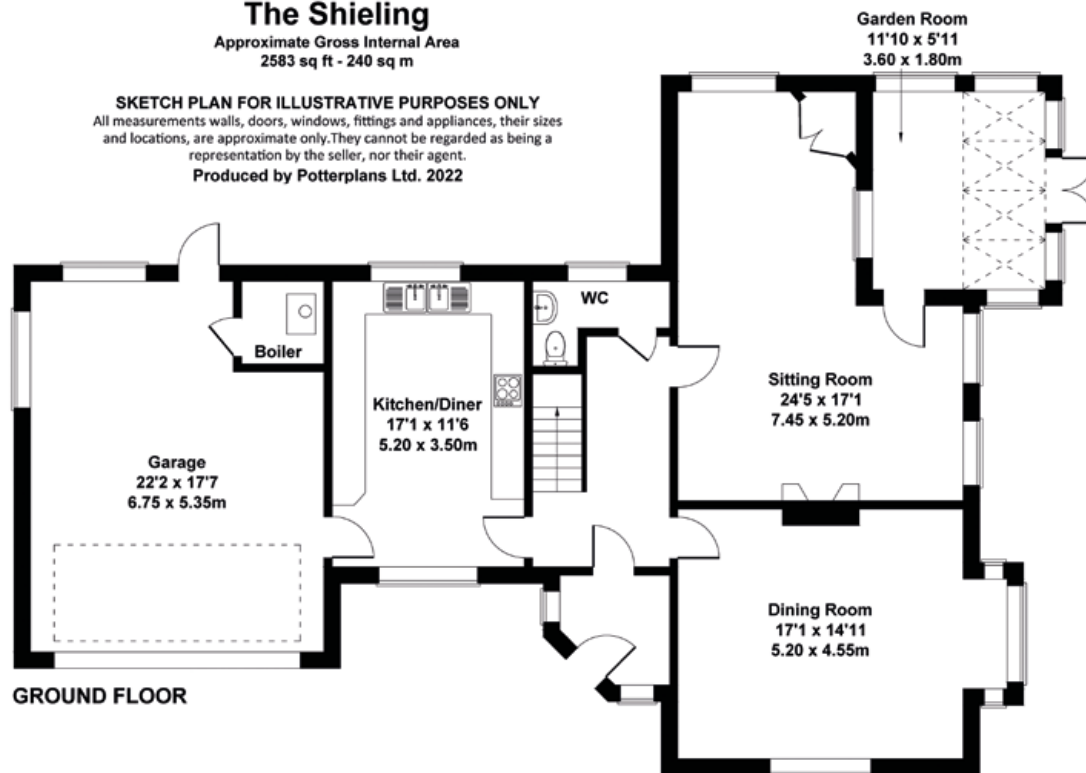 The Shieling
Approximate Gross Internal Area
2583 sq ft - 240 sq m
SKETCH PLAN FOR ILLUSTRATIVE PURPOSES ONLY
All measurements walls, doors, windows, fittings and appliances, their sizes
and locations, are approximate only.They cannot be regarded as being a
representation by the seller, nor their agent.
Produced by Potterplans Ltd. 2022
Garden Room
11'10 x 5'11
3.60 x 1.80m
WC
Boiler
Kitchen/Diner
17'1 x 11'6
5.20 x 3.50m
Sitting Room
24'5 x 17'1
7.45 x 5.20m
Garage
22'2 x 17'7
6.75 x 5.35m
Dining Room
17'1 x 14'11
5.20 x 4.55m
GROUND FLOOR